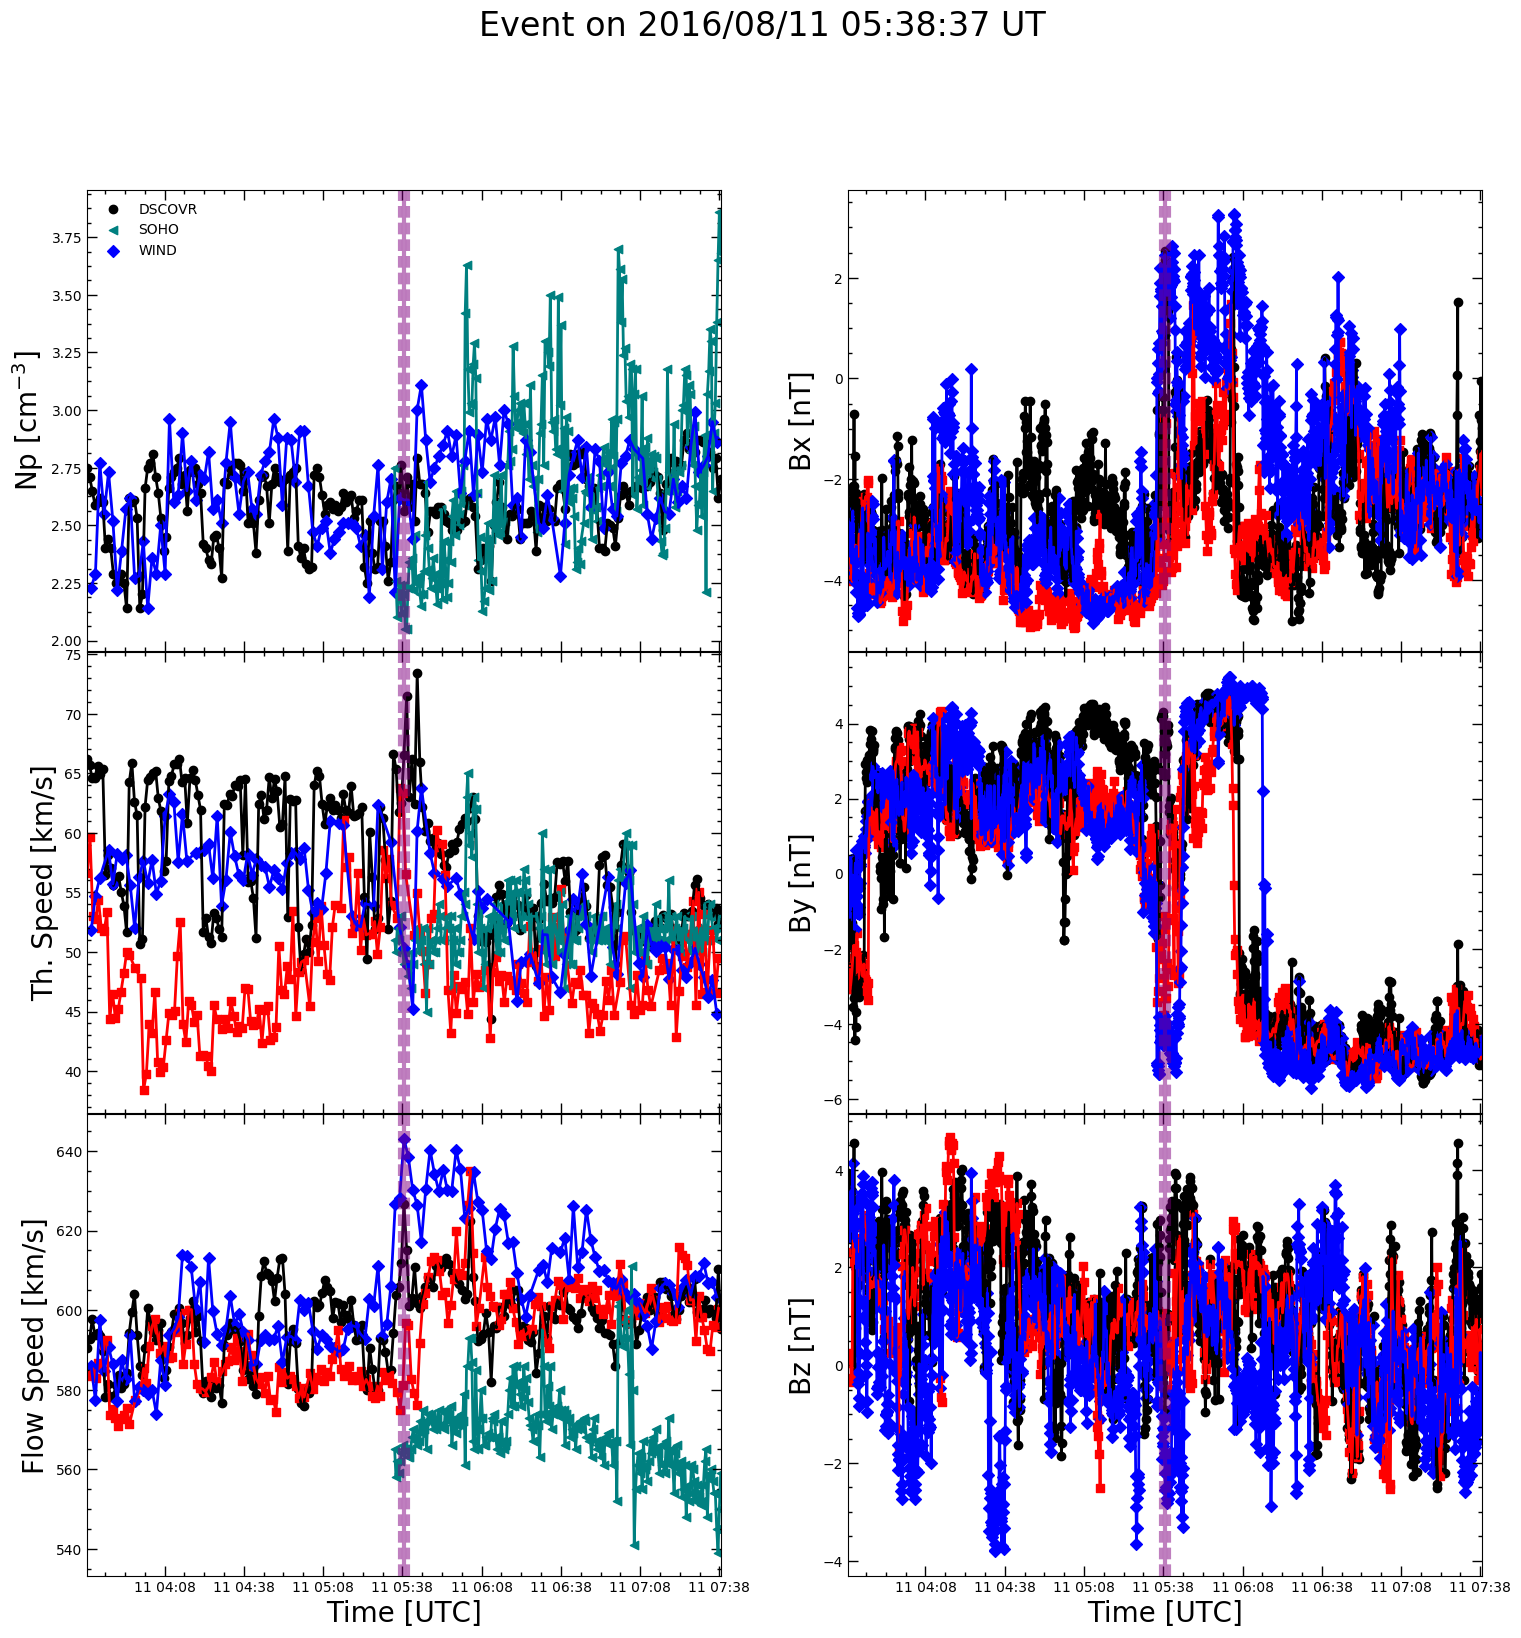 Event on 2016/08/11 05:38:37 UT
DSCOVR
SOHO
WIND
Np [cm⁻³]
3.75
3.50
3.25
3.00
2.75
2.50
2.25
2.00
Th. Speed [km/s]
75
70
65
60
55
50
45
40
Flow Speed [km/s]
640
620
600
580
560
540
11 04:08 11 04:38 11 05:08 11 05:38 11 06:08 11 06:38 11 07:08 11 07:38
Time [UTC]
Bx [nT]
2
0
−2
−4
By [nT]
4
2
0
−2
−4
−6
Bz [nT]
4
2
0
−2
−4
11 04:08 11 04:38 11 05:08 11 05:38 11 06:08 11 06:38 11 07:08 11 07:38
Time [UTC]